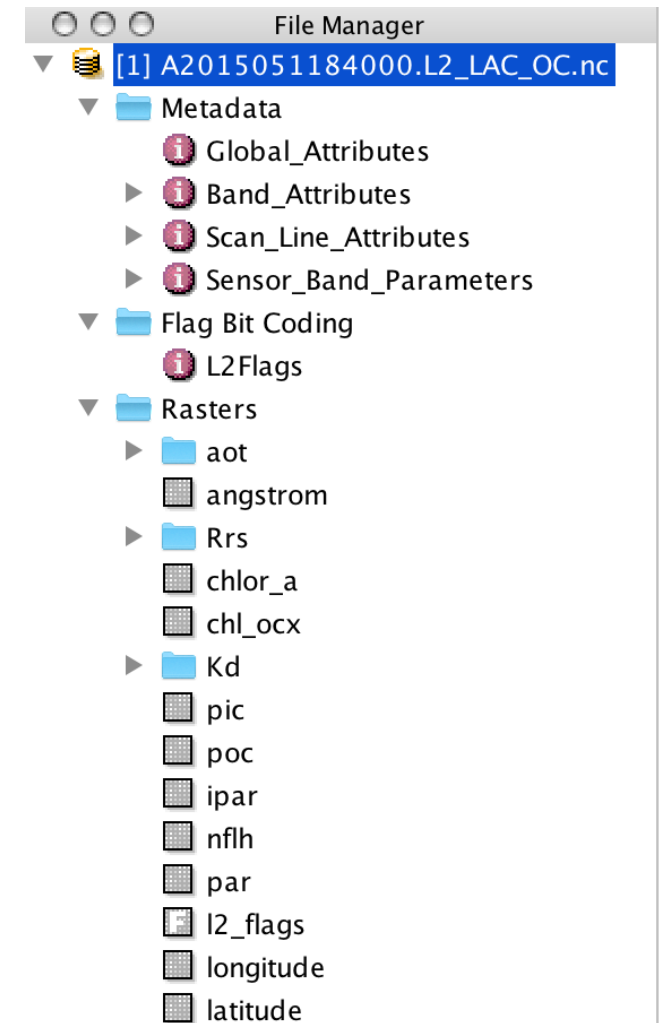 File Manager
[1] A2015051184000.L2_LAC_OC.nc
Metadata
Global_Attributes
Band_Attributes
Scan_Line_Attributes
Sensor_Band_Parameters
Flag Bit Coding
L2Flags
Rasters
aot
angstrom
Rrs
chlor_a
chl_ocx
Kd
pic
poc
ipar
nflh
par
l2_flags
longitude
latitude